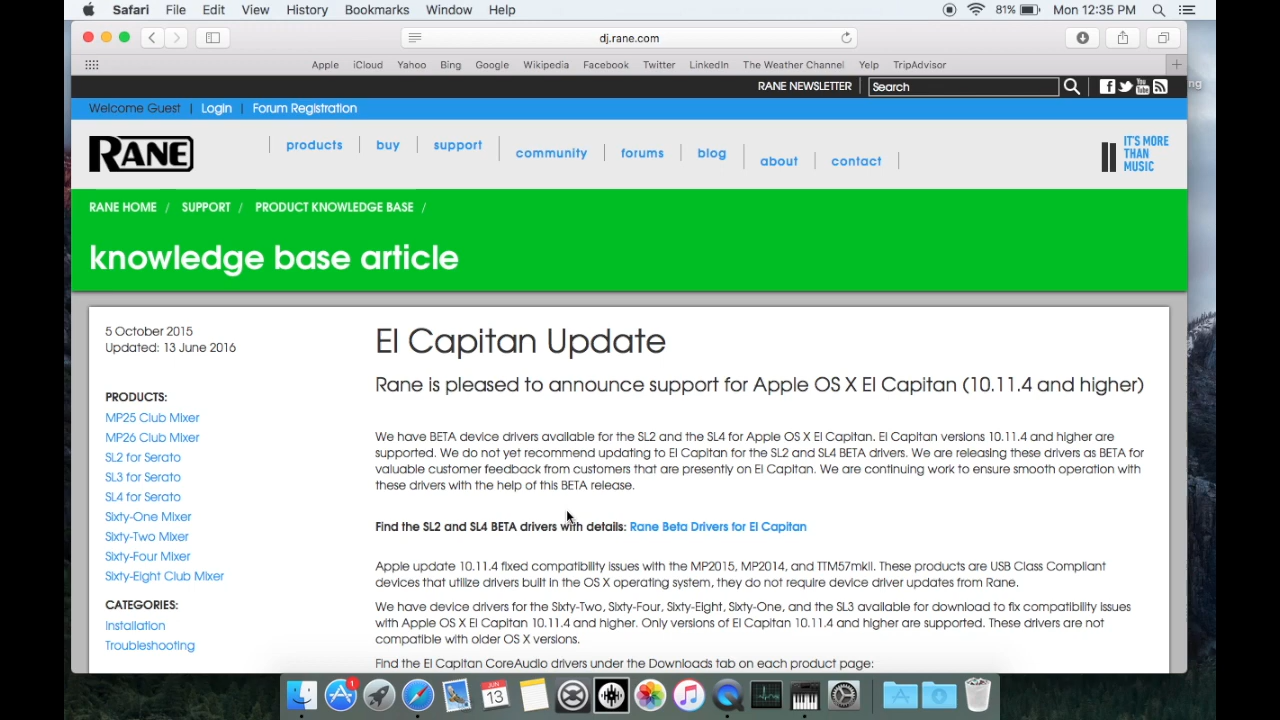 Safari File Edit View History Bookmarks Window Help 81% Mon 12:35 PM
dj.rane.com
Apple iCloud Yahoo Bing Google Wikipedia Facebook Twitter LinkedIn The Weather Channel Yelp TripAdvisor
RANE NEWSLETTER Search
Welcome Guest | Login | Forum Registration
RANE products buy support community forums blog about contact
IT'S MORE
THAN
MUSIC
RANE HOME / SUPPORT / PRODUCT KNOWLEDGE BASE /
knowledge base article
5 October 2015
Updated: 13 June 2016
PRODUCTS:
MP25 Club Mixer
MP26 Club Mixer
SL2 for Serato
SL3 for Serato
SL4 for Serato
Sixty-One Mixer
Sixty-Two Mixer
Sixty-Four Mixer
Sixty-Eight Club Mixer
CATEGORIES:
Installation
Troubleshooting
El Capitan Update
Rane is pleased to announce support for Apple OS X El Capitan (10.11.4 and higher)
We have BETA device drivers available for the SL2 and the SL4 for Apple OS X El Capitan. El Capitan versions 10.11.4 and higher are
supported. We do not yet recommend updating to El Capitan for the SL2 and SL4 BETA drivers. We are releasing these drivers as BETA for
valuable customer feedback from customers that are presently on El Capitan. We are continuing work to ensure smooth operation with
these drivers with the help of this BETA release.
Find the SL2 and SL4 BETA drivers with details: Rane Beta Drivers for El Capitan
Apple update 10.11.4 fixed compatibility issues with the MP2015, MP2014, and TTM57mkII. These products are USB Class Compliant
devices that utilize drivers built in the OS X operating system, they do not require device driver updates from Rane.
We have device drivers for the Sixty-Two, Sixty-Four, Sixty-Eight, Sixty-One, and the SL3 available for download to fix compatibility issues
with Apple OS X El Capitan 10.11.4 and higher. Only versions of El Capitan 10.11.4 and higher are supported. These drivers are not
compatible with older OS X versions.
Find the El Capitan CoreAudio drivers under the Downloads tab on each product page:
1
JUN
13